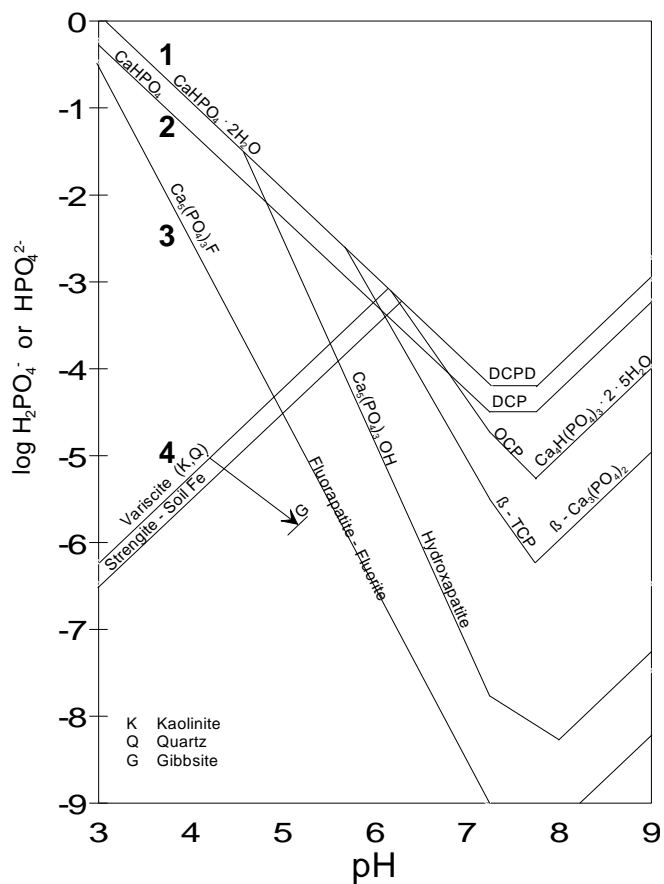 log H₂PO₄⁻ or HPO₄²⁻
0
-1
-2
-3
-4
-5
-6
-7
-8
-9
1
CaHPO₄ · 2H₂O
CaHPO₄
2
3
Ca₅(PO₄)₃F
4
Variscite (K,Q)
Strengite - Soil Fe
G
Fluorapatite - Fluorite
Ca₅(PO₄)₃OH
Hydroxapatite
DCPD
DCP
OCP
Ca₄H(PO₄)₃ · 2 · 5H₂O
ß - TCP
ß - Ca₃(PO₄)₂
K Kaolinite
Q Quartz
G Gibbsite
3 4 5 6 7 8 9
pH